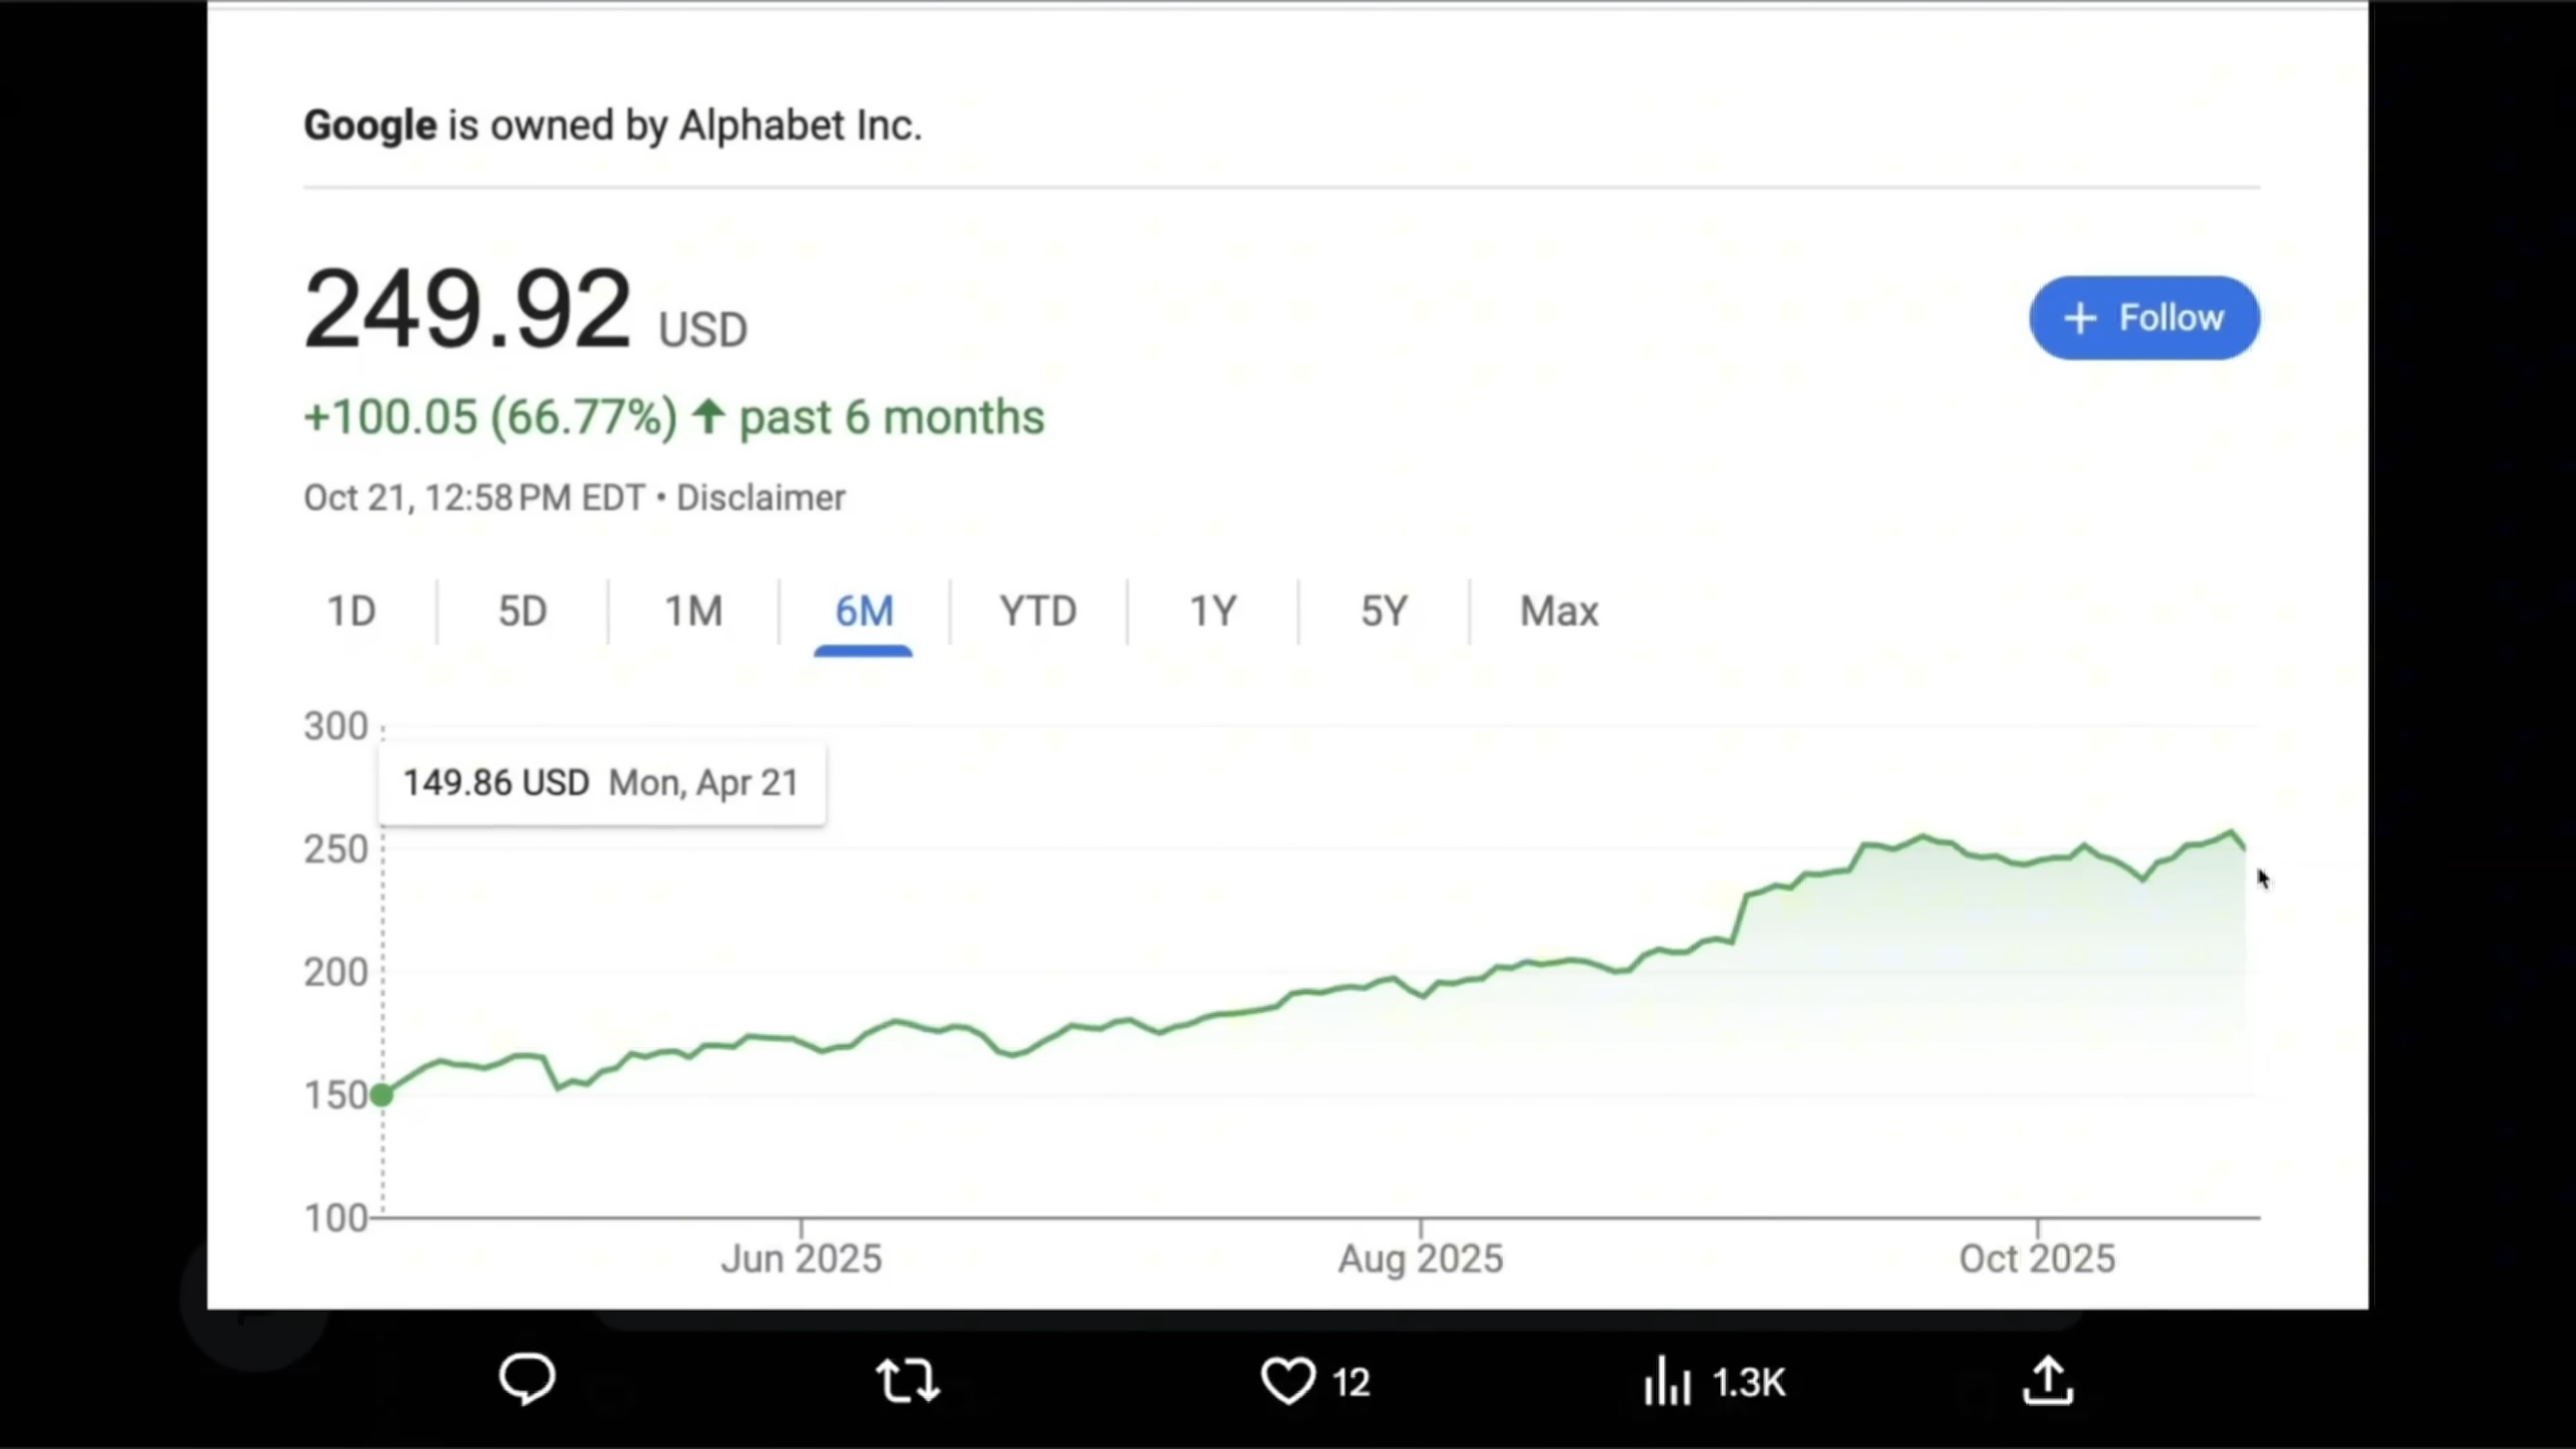 Google is owned by Alphabet Inc.
249.92 USD
+ Follow
+100.05 (66.77%) ↑ past 6 months
Oct 21, 12:58 PM EDT • Disclaimer
1D 5D 1M 6M YTD 1Y 5Y Max
300
149.86 USD Mon, Apr 21
250
200
150
100
Jun 2025 Aug 2025 Oct 2025
12 1.3K